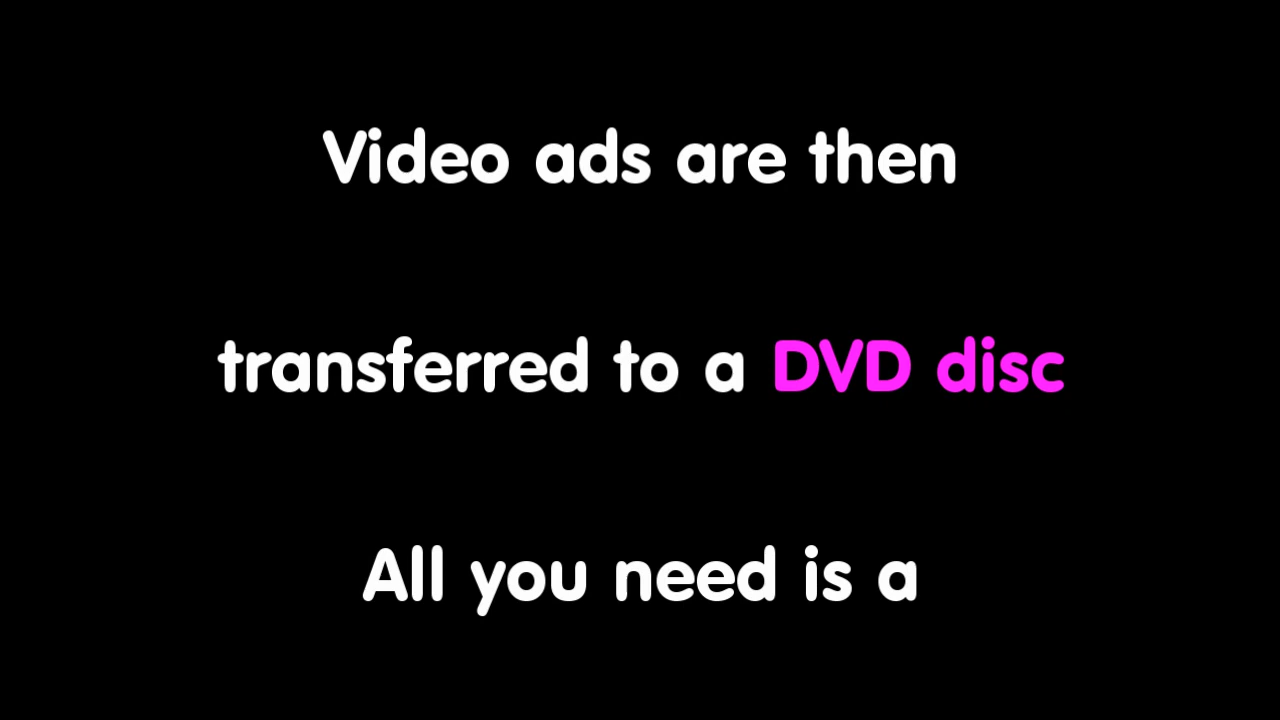 Video ads are then
transferred to a DVD disc
All you need is a